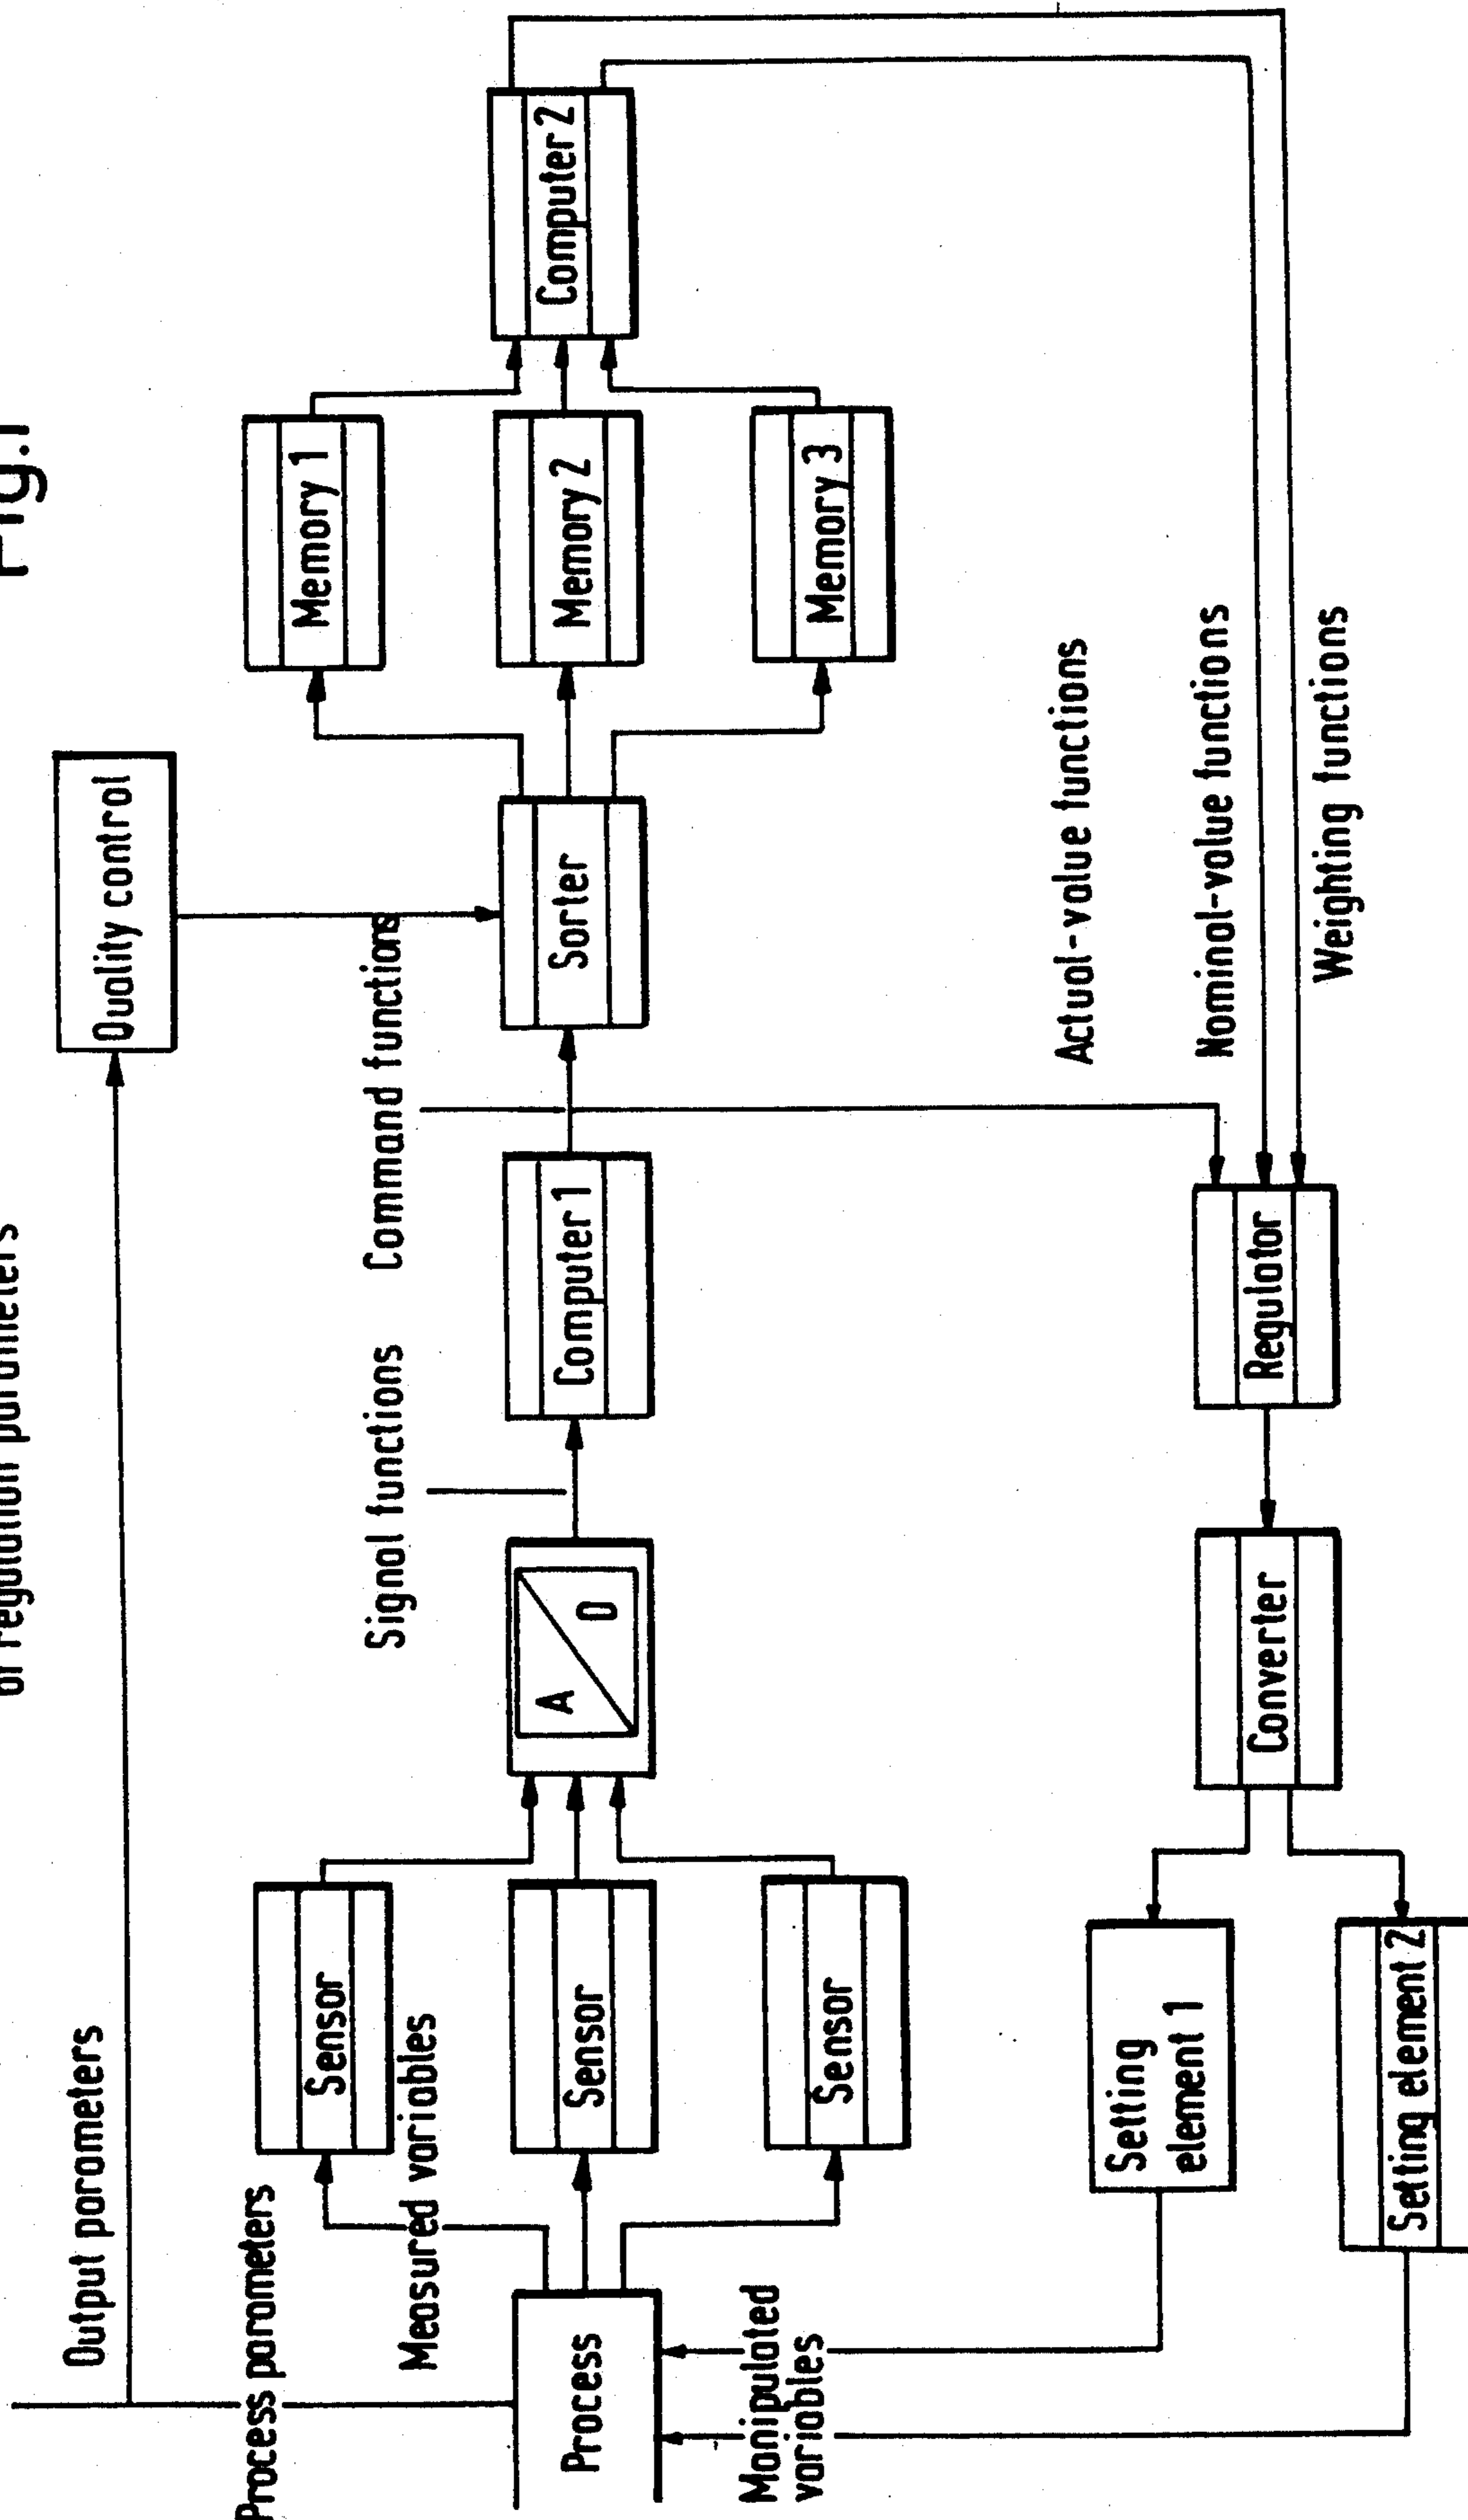 Fig.1
of regulation parameters
Output parameters
Quality control
Process parameters
Sensor
Memory 1
Signal functions
Command functions
Measured variables
Process
Sensor
A
D
Computer 1
Sorter
Memory 2
Computer 2
Manipulated
variables
Sensor
Memory 3
Actual-value functions
Setting
element 1
Converter
Regulator
Nominal-value functions
Weighting functions
Setting element 2